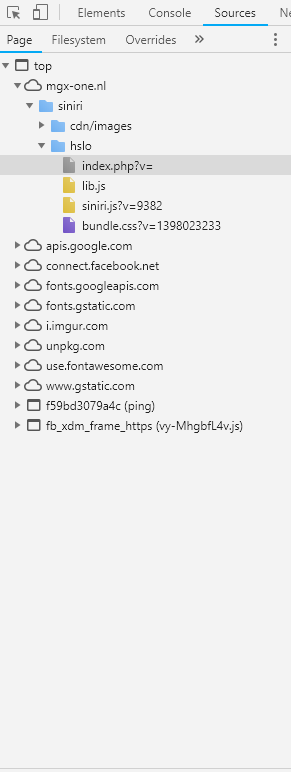 Elements Console Sources
Page Filesystem Overrides »
top
mgx-one.nl
siniri
cdn/images
hslo
index.php?v=
lib.js
siniri.js?v=9382
bundle.css?v=1398023233
apis.google.com
connect.facebook.net
fonts.googleapis.com
fonts.gstatic.com
i.imgur.com
unpkg.com
use.fontawesome.com
www.gstatic.com
f59bd3079a4c (ping)
fb_xdm_frame_https (vy-MhgbfL4v.js)